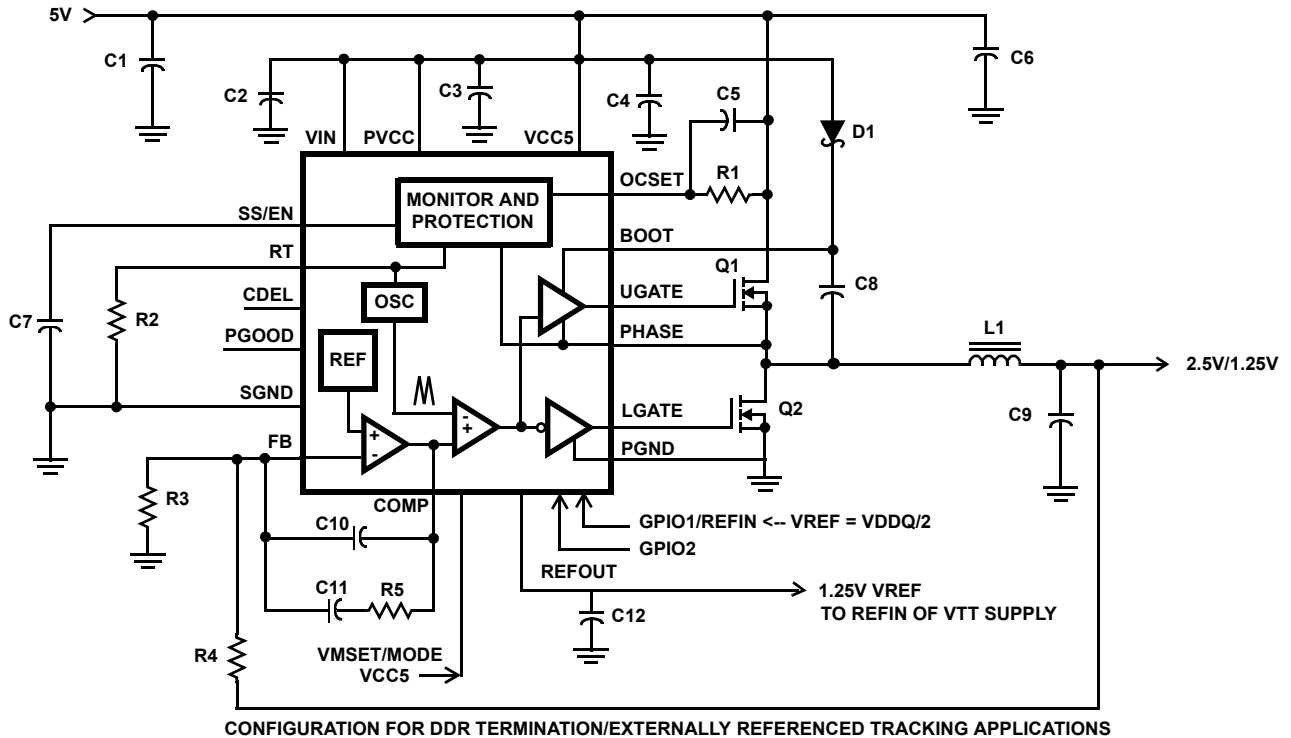 5V
C1
C2
C3
C4
C5
C6
VIN
PVCC
VCC5
D1
OCSET
R1
MONITOR AND
PROTECTION
SS/EN
BOOT
RT
Q1
C8
OSC
UGATE
CDEL
C7
R2
L1
PGOOD
PHASE
REF
2.5V/1.25V
SGND
LGATE
Q2
C9
FB
+
-
-
+
PGND
R3
COMP
C10
GPIO1/REFIN <-- VREF = VDDQ/2
GPIO2
REFOUT
C11
R5
1.25V VREF
TO REFIN OF VTT SUPPLY
C12
R4
VMSET/MODE
VCC5
CONFIGURATION FOR DDR TERMINATION/EXTERNALLY REFERENCED TRACKING APPLICATIONS